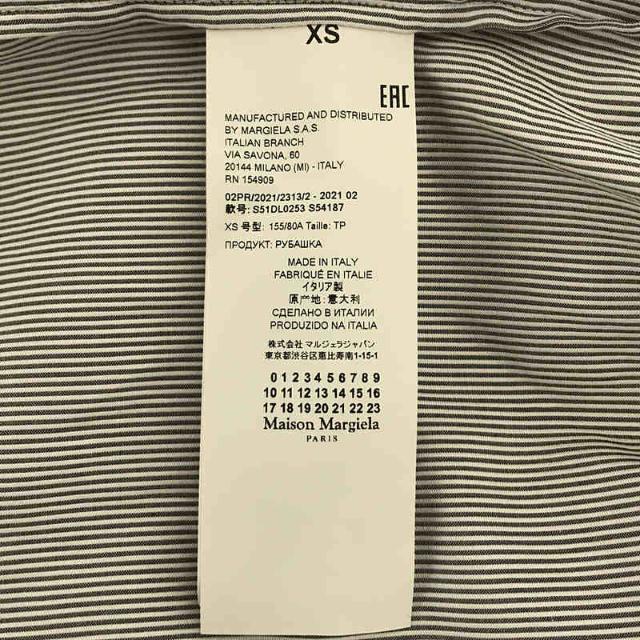 XS
EAC
MANUFACTURED AND DISTRIBUTED
BY MARGIELA S.A.S.
ITALIAN BRANCH
VIA SAVONA, 60
20144 MILANO (MI) - ITALY
RN 154909
02PR/2021/2313/2 - 2021 02
款号: S51DL0253 S54187
XS 号型: 155/80A Taille: TP
ПРОДУКТ: РУБАШКА
MADE IN ITALY
FABRIQUÉ EN ITALIE
イタリア製
原产地: 意大利
СДЕЛАНО В ИТАЛИИ
PRODUZIDO NA ITALIA
株式会社 マルジェラジャパン
東京都渋谷区恵比寿南1-15-1
0 1 2 3 4 5 6 7 8 9
10 11 12 13 14 15 16
17 18 19 20 21 22 23
Maison Margiela
PARIS